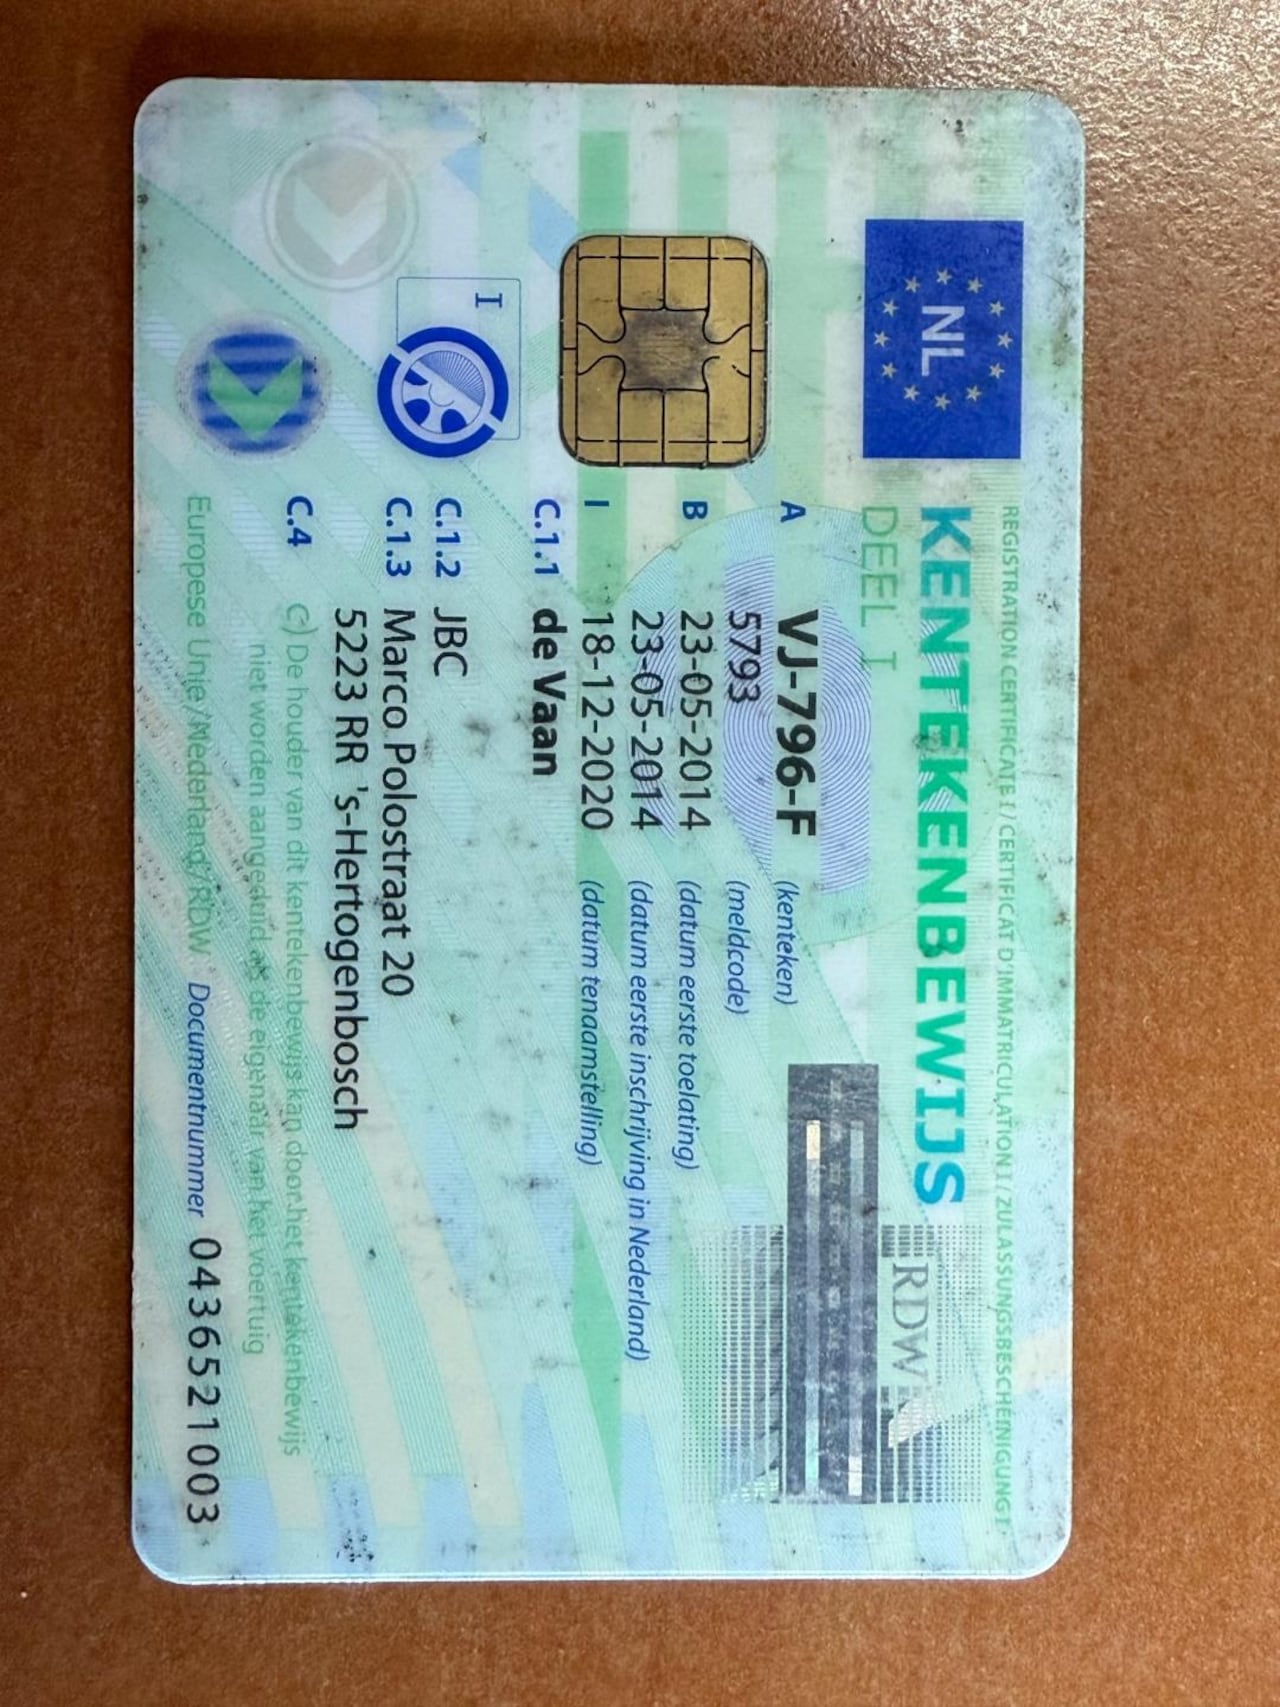 REGISTRATION CERTIFICATE I / CERTIFICAT D'IMMATRICULATION I / ZULASSUNGSBESCHEINIGUNG I
NL
KENTEKENBEWIJS
DEEL I
RDW
A VJ-796-F (kenteken)
5793 (meldcode)
B 23-05-2014 (datum eerste toelating)
23-05-2014 (datum eerste inschrijving in Nederland)
I 18-12-2020 (datum tenaamstelling)
C.1.1 de Vaan
I
C.1.2 JBC
C.1.3 Marco Polostraat 20
5223 RR 's-Hertogenbosch
C.4 c) De houder van dit kentekenbewijs kan door het kentekenbewijs
niet worden aangeduid als de eigenaar van het voertuig
Europese Unie / Nederland / RDW Documentnummer 0436521003